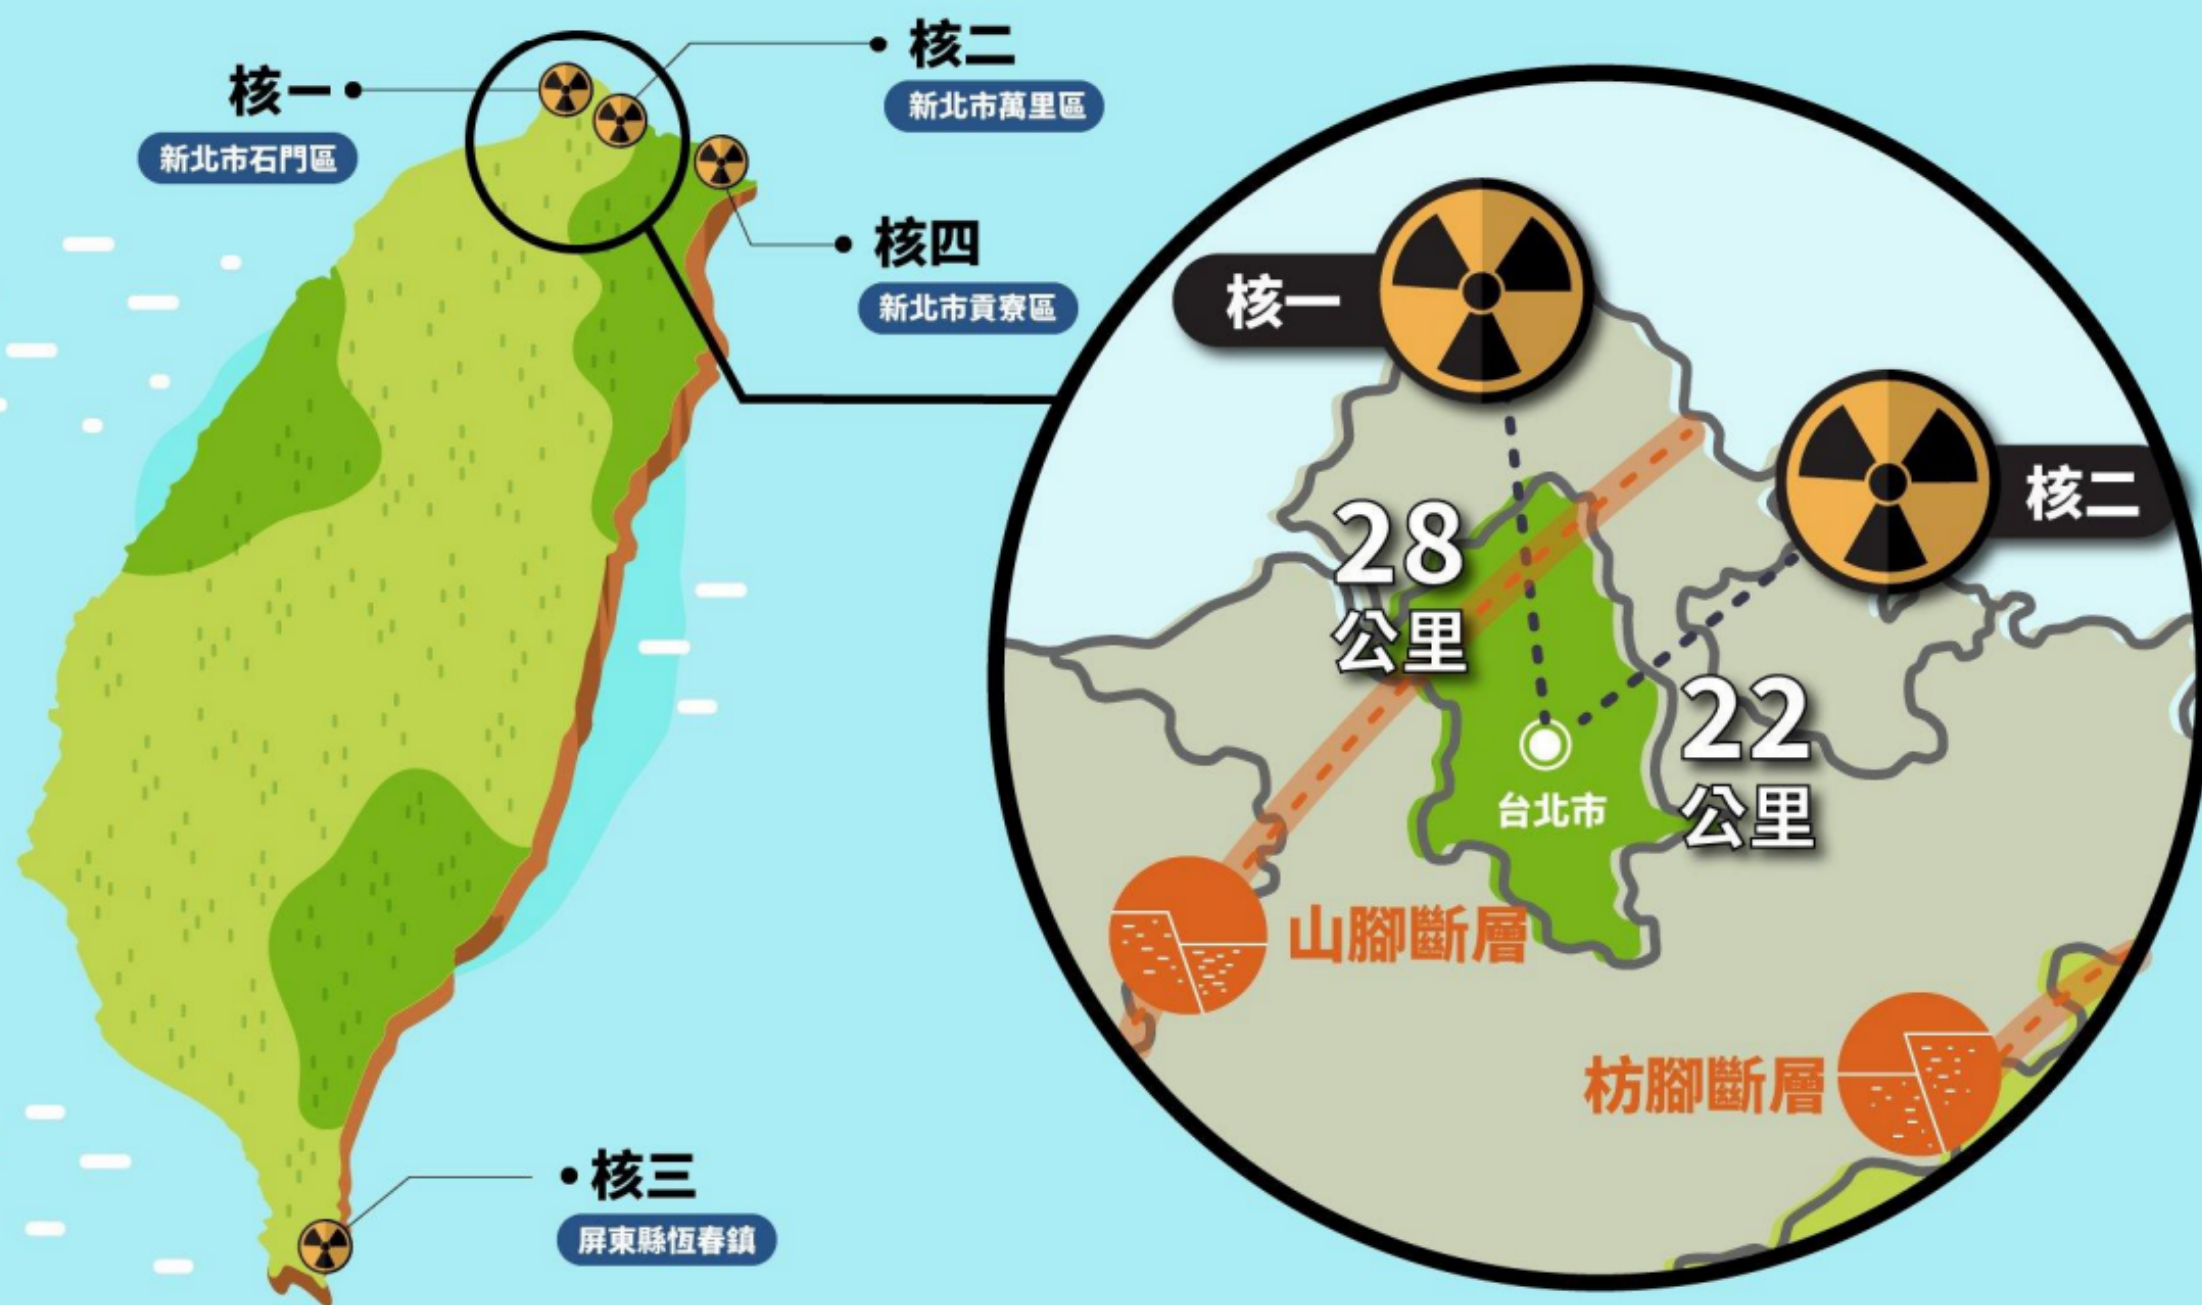 核一
新北市石門區
核二
新北市萬里區
核四
新北市貢寮區
核三
屏東縣恆春鎮
核一
核二
28
公里
22
公里
台北市
山腳斷層
枋腳斷層